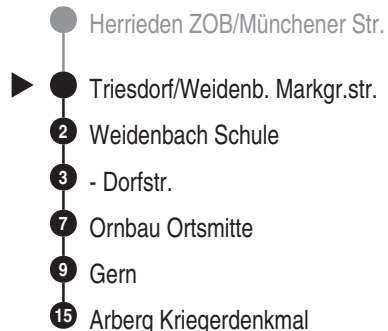 Herrieden ZOB/Münchener Str.
Triesdorf/Weidenb. Markgr.str.
2 Weidenbach Schule
3 - Dorfstr.
7 Ornbau Ortsmitte
9 Gern
15 Arberg Kriegerdenkmal